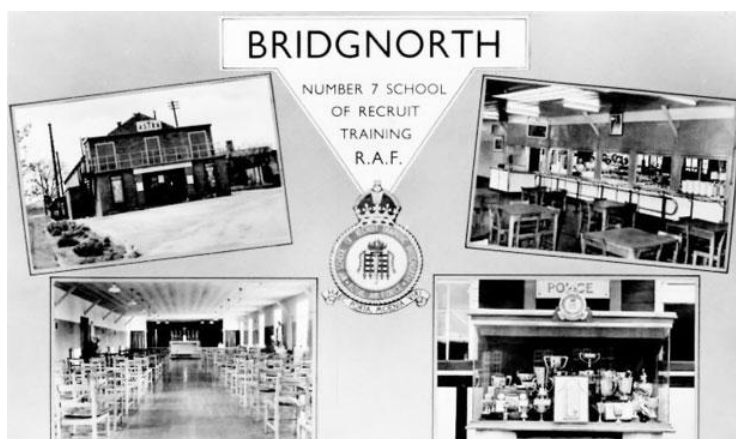 BRIDGNORTH
NUMBER 7 SCHOOL
OF RECRUIT
TRAINING
R.A.F.
ASTRA
POLICE